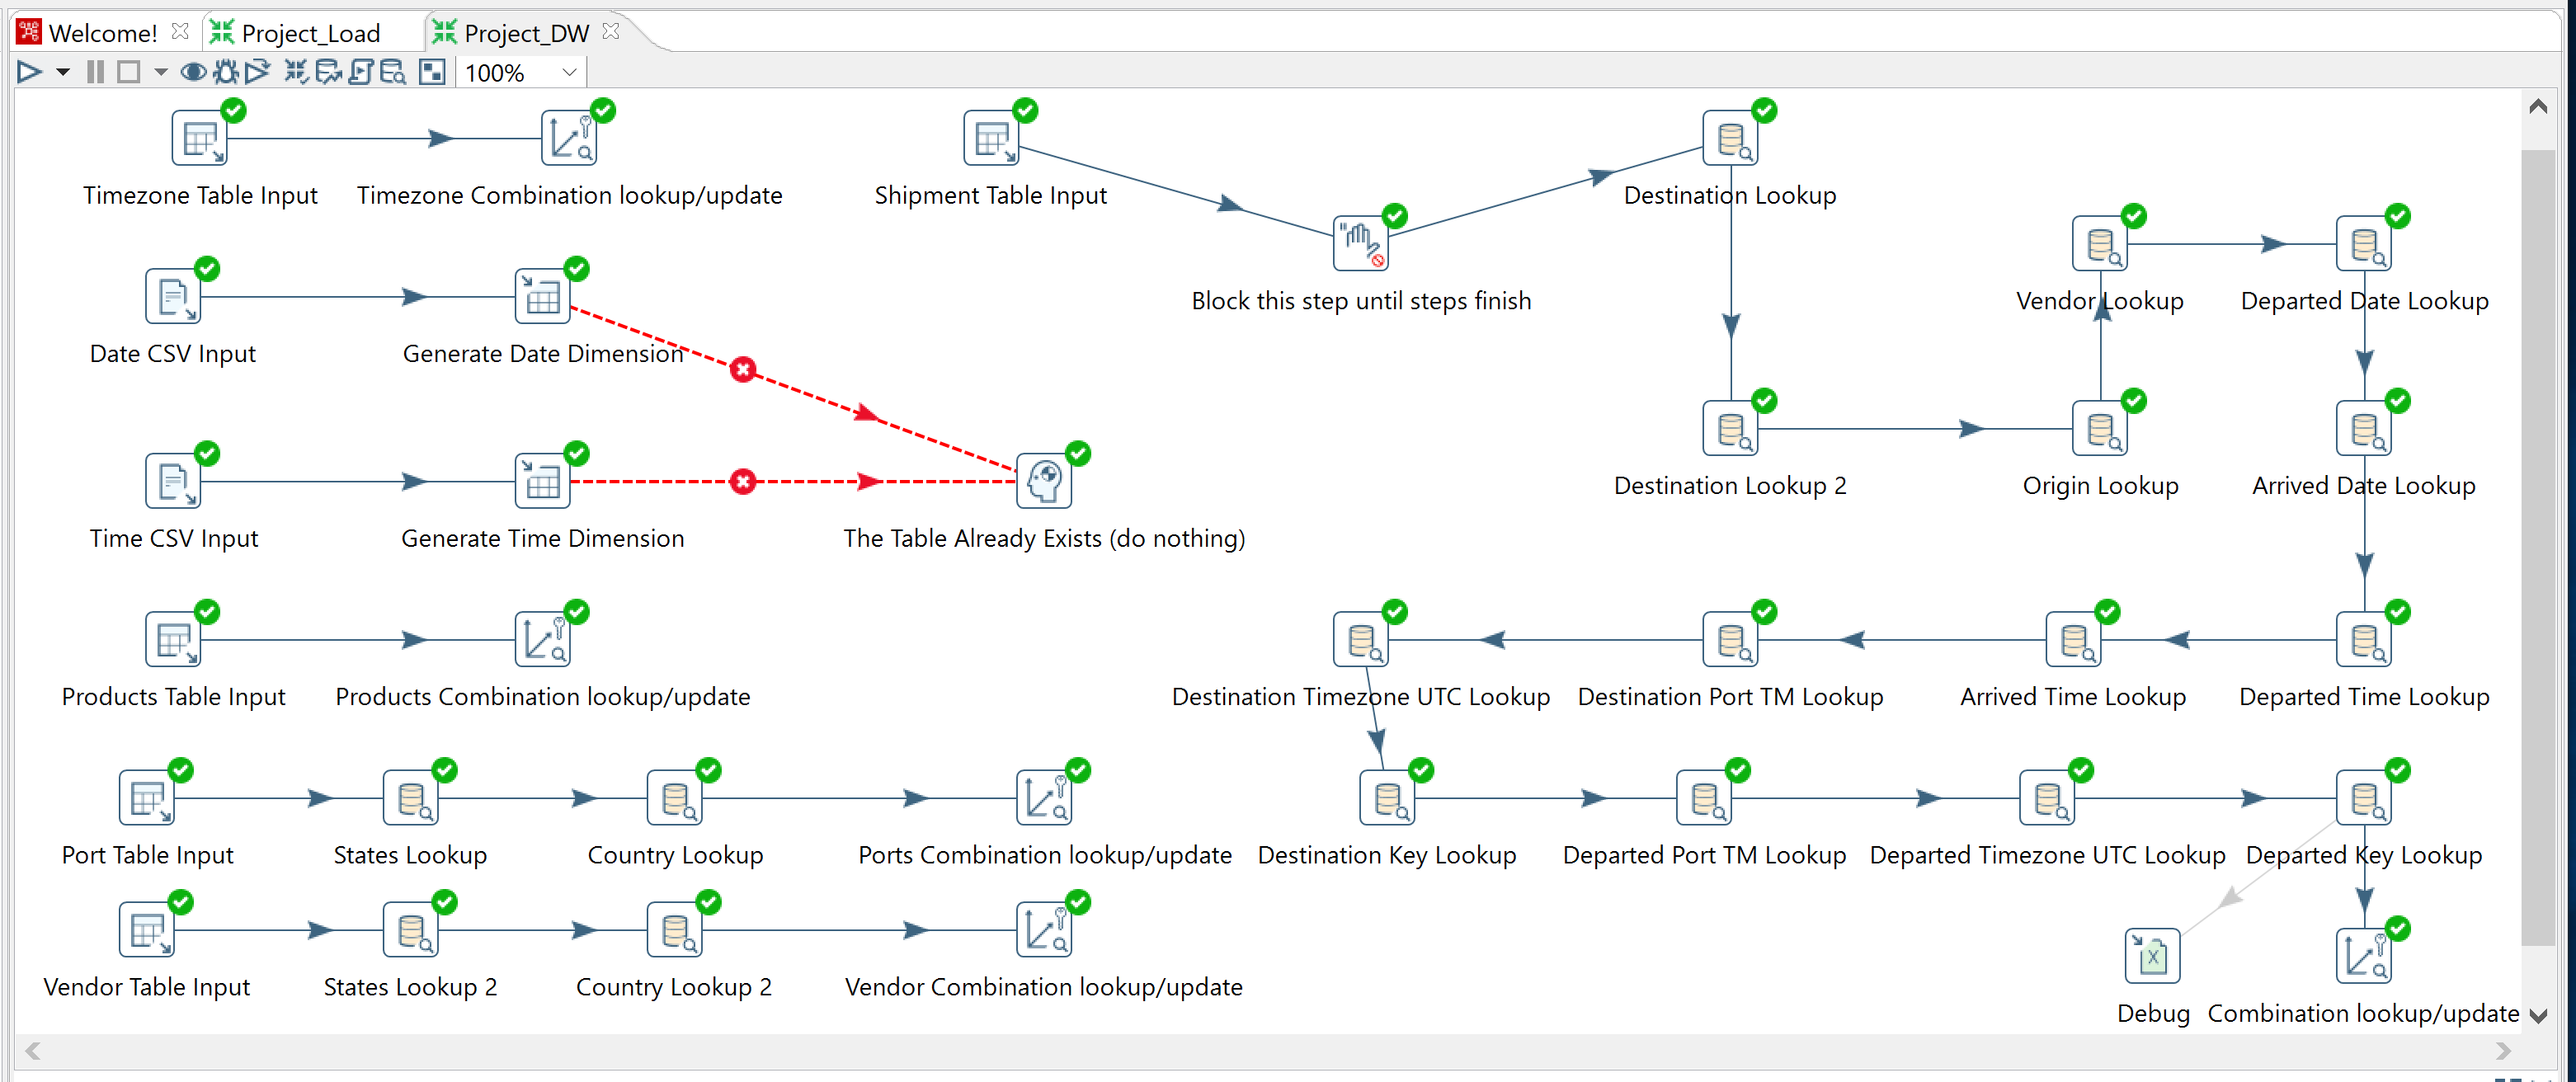 Welcome!
Project_Load
Project_DW
100%
Timezone Table Input
Timezone Combination lookup/update
Shipment Table Input
Destination Lookup
Block this step until steps finish
Vendor Lookup
Departed Date Lookup
Date CSV Input
Generate Date Dimension
Destination Lookup 2
Origin Lookup
Arrived Date Lookup
Time CSV Input
Generate Time Dimension
The Table Already Exists (do nothing)
Products Table Input
Products Combination lookup/update
Destination Timezone UTC Lookup
Destination Port TM Lookup
Arrived Time Lookup
Departed Time Lookup
Port Table Input
States Lookup
Country Lookup
Ports Combination lookup/update
Destination Key Lookup
Departed Port TM Lookup
Departed Timezone UTC Lookup
Departed Key Lookup
Vendor Table Input
States Lookup 2
Country Lookup 2
Vendor Combination lookup/update
Debug
Combination lookup/update